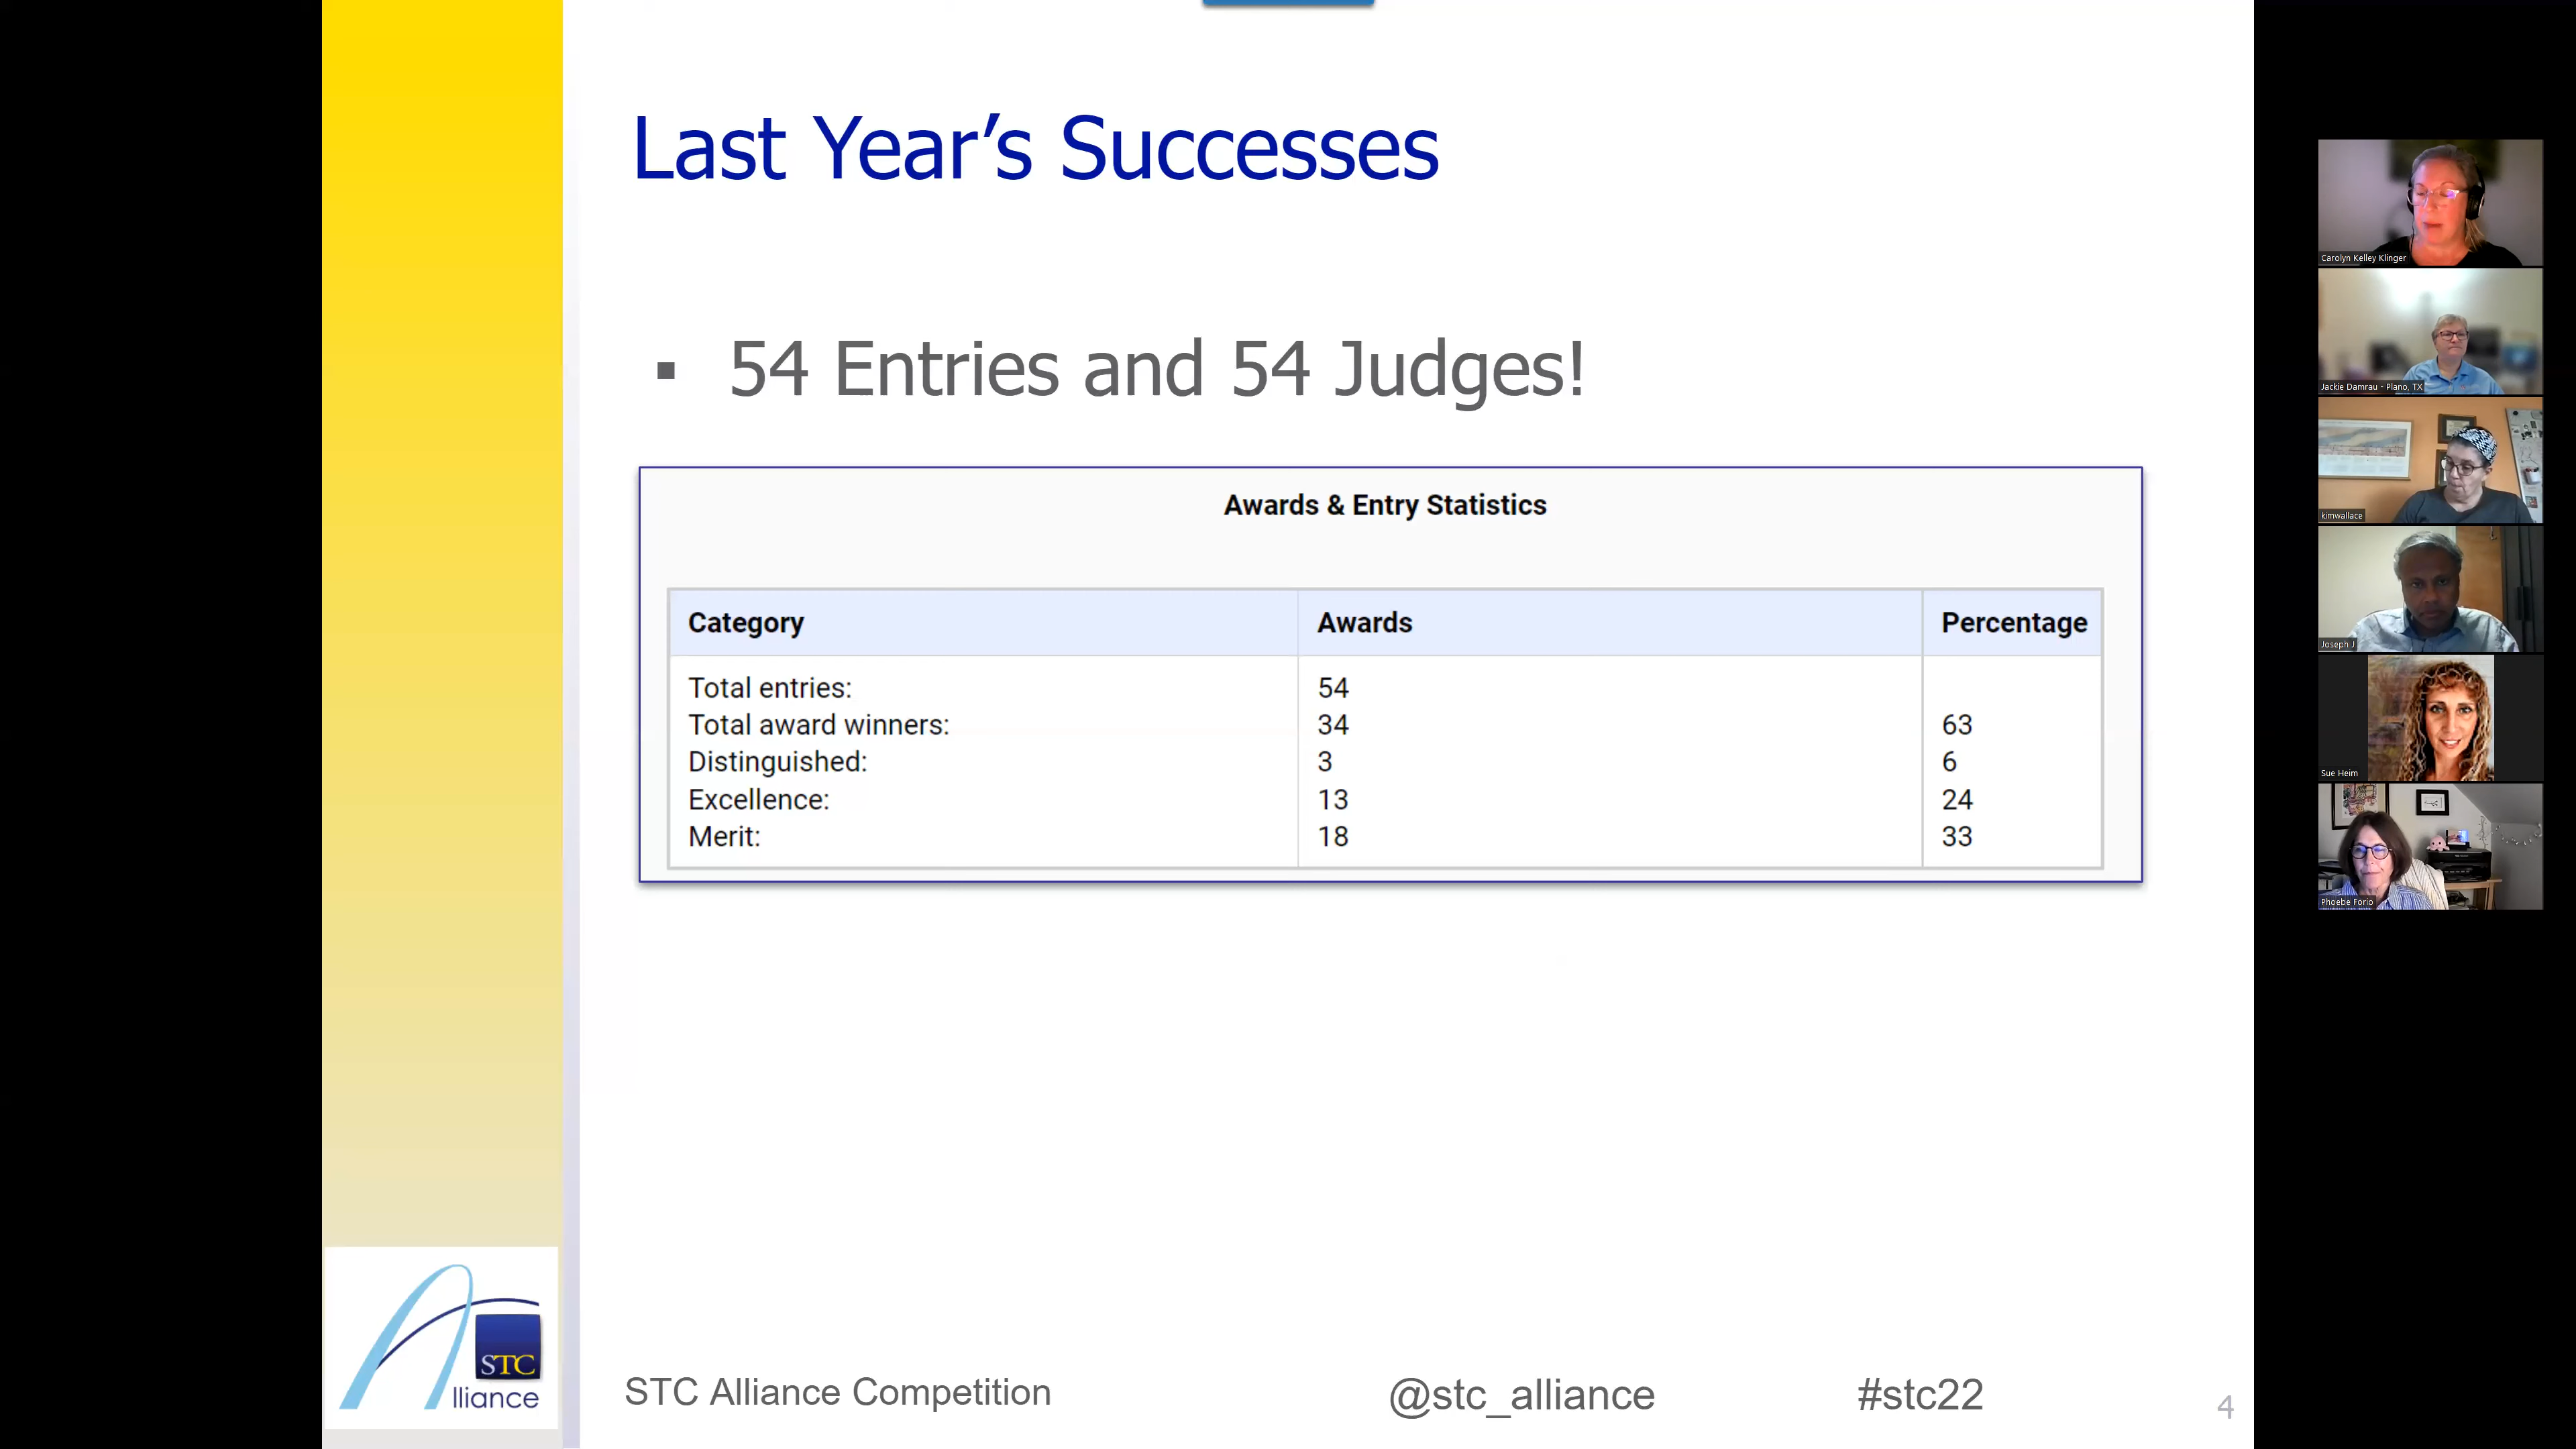 Last Year’s Successes
▪ 54 Entries and 54 Judges!
Awards & Entry Statistics
Category Awards Percentage
Total entries: 54
Total award winners: 34 63
Distinguished: 3 6
Excellence: 13 24
Merit: 18 33
STC
lliance
STC Alliance Competition @stc_alliance #stc22 4
Carolyn Kelley Klinger
Jackie Damrau - Plano, TX
kimwallace
Joseph J
Sue Heim
Phoebe Forio